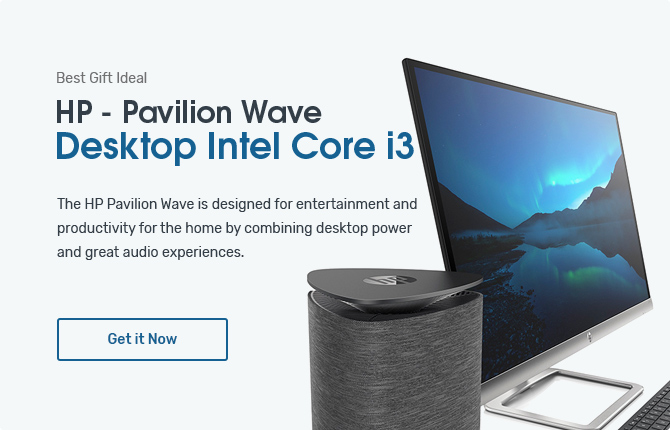 Best Gift Ideal
HP - Pavilion Wave
Desktop Intel Core i3
The HP Pavilion Wave is designed for entertainment and
productivity for the home by combining desktop power
and great audio experiences.
hp
Get it Now